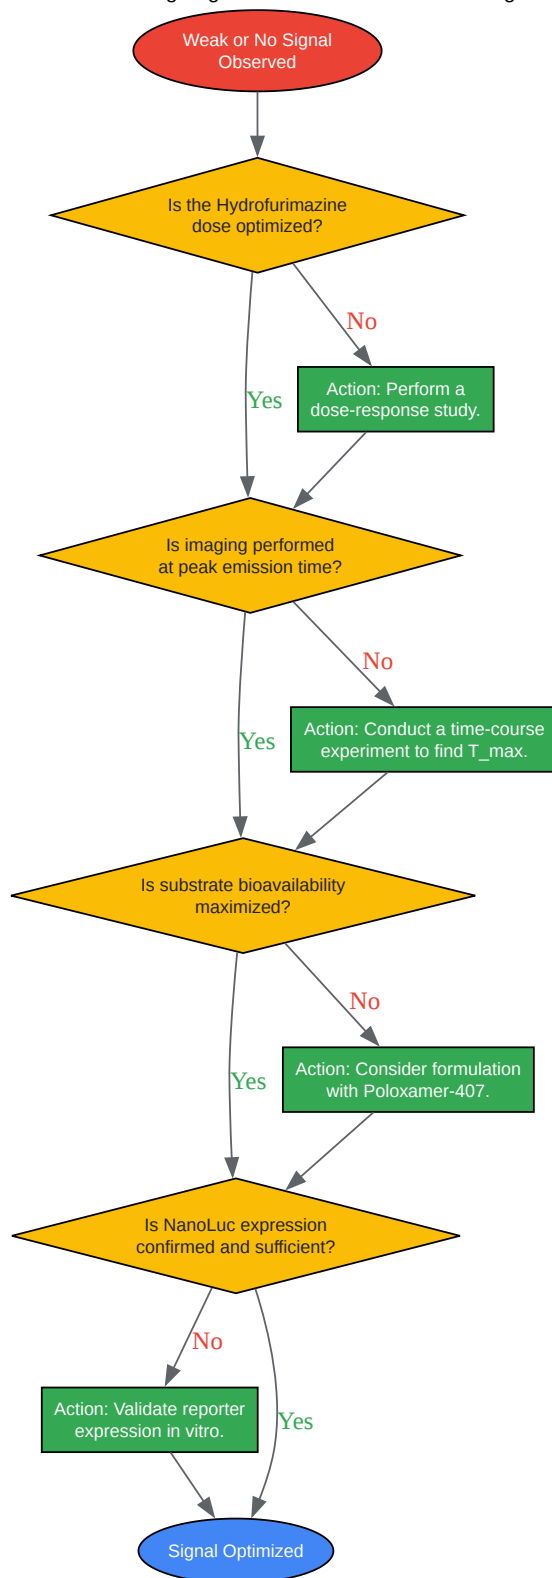 Weak or No Signal
Observed
Is the Hydrofurimazine
dose optimized?
No
Yes
Action: Perform a
dose-response study.
Is imaging performed
at peak emission time?
No
Yes
Action: Conduct a time-course
experiment to find T_max.
Is substrate bioavailability
maximized?
No
Yes
Action: Consider formulation
with Poloxamer-407.
Is NanoLuc expression
confirmed and sufficient?
No
Yes
Action: Validate reporter
expression in vitro.
Signal Optimized